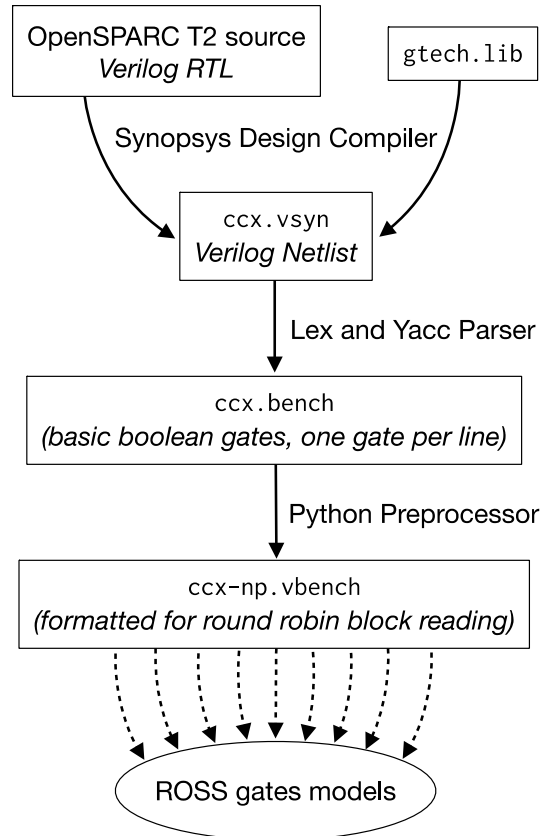 OpenSPARC T2 source
Verilog RTL
gtech.lib
Synopsys Design Compiler
ccx.vsyn
Verilog Netlist
Lex and Yacc Parser
ccx.bench
(basic boolean gates, one gate per line)
Python Preprocessor
ccx-np.vbench
(formatted for round robin block reading)
ROSS gates models